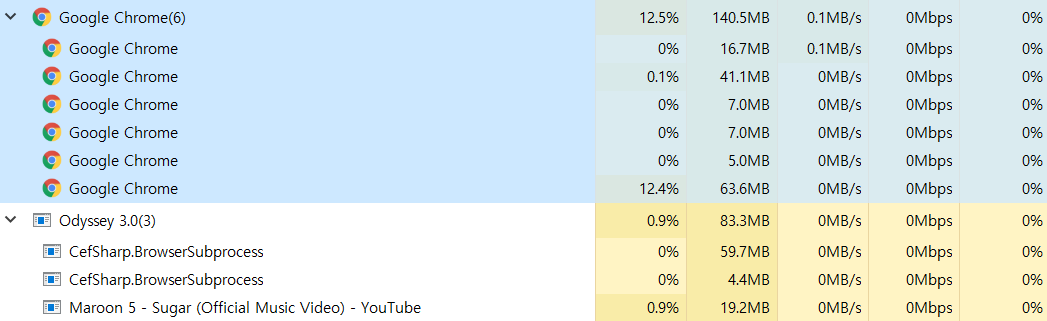 Google Chrome(6) 12.5% 140.5MB 0.1MB/s 0Mbps 0%
Google Chrome 0% 16.7MB 0.1MB/s 0Mbps 0%
Google Chrome 0.1% 41.1MB 0MB/s 0Mbps 0%
Google Chrome 0% 7.0MB 0MB/s 0Mbps 0%
Google Chrome 0% 7.0MB 0MB/s 0Mbps 0%
Google Chrome 0% 5.0MB 0MB/s 0Mbps 0%
Google Chrome 12.4% 63.6MB 0MB/s 0Mbps 0%
Odyssey 3.0(3) 0.9% 83.3MB 0MB/s 0Mbps 0%
CefSharp.BrowserSubprocess 0% 59.7MB 0MB/s 0Mbps 0%
CefSharp.BrowserSubprocess 0% 4.4MB 0MB/s 0Mbps 0%
Maroon 5 - Sugar (Official Music Video) - YouTube 0.9% 19.2MB 0MB/s 0Mbps 0%